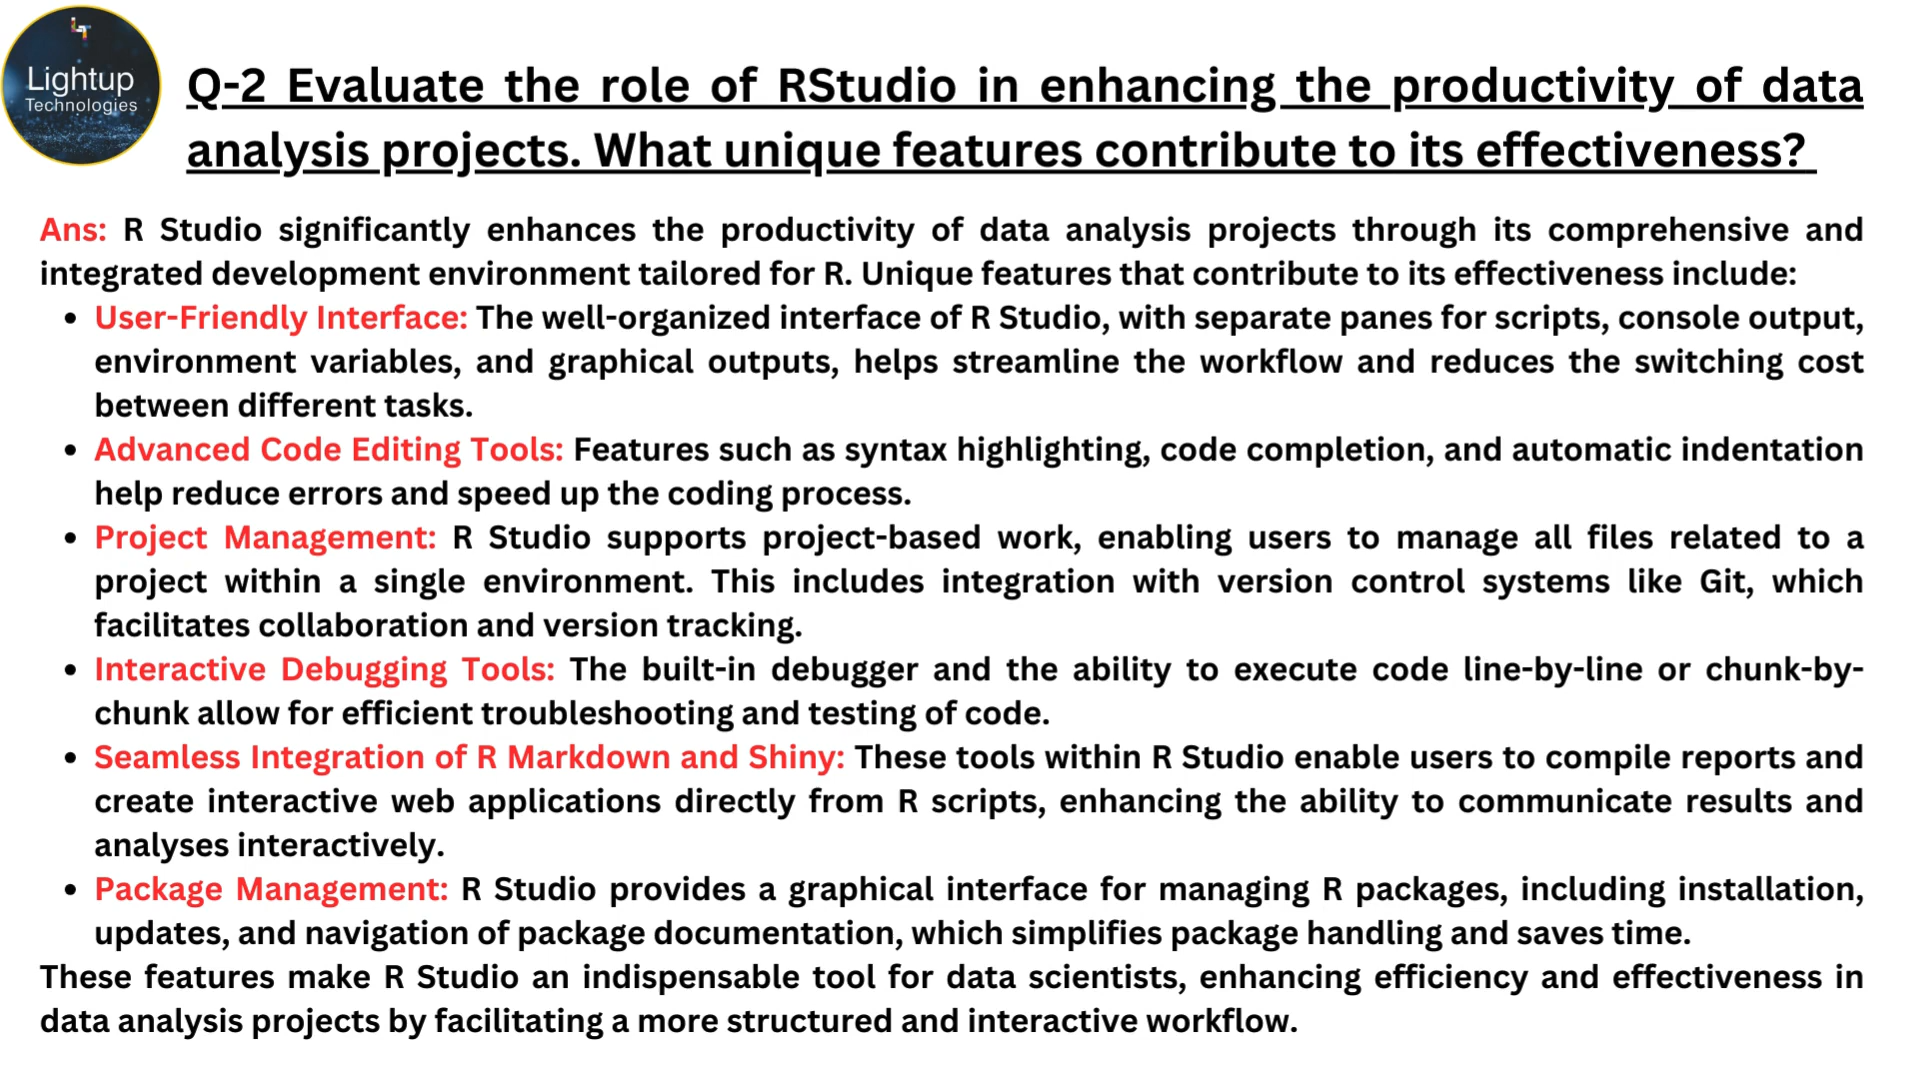 LT
Lightup
Technologies
Q-2 Evaluate the role of RStudio in enhancing the productivity of data
analysis projects. What unique features contribute to its effectiveness?
Ans: R Studio significantly enhances the productivity of data analysis projects through its comprehensive and
integrated development environment tailored for R. Unique features that contribute to its effectiveness include:
• User-Friendly Interface: The well-organized interface of R Studio, with separate panes for scripts, console output,
environment variables, and graphical outputs, helps streamline the workflow and reduces the switching cost
between different tasks.
• Advanced Code Editing Tools: Features such as syntax highlighting, code completion, and automatic indentation
help reduce errors and speed up the coding process.
• Project Management: R Studio supports project-based work, enabling users to manage all files related to a
project within a single environment. This includes integration with version control systems like Git, which
facilitates collaboration and version tracking.
• Interactive Debugging Tools: The built-in debugger and the ability to execute code line-by-line or chunk-by-
chunk allow for efficient troubleshooting and testing of code.
• Seamless Integration of R Markdown and Shiny: These tools within R Studio enable users to compile reports and
create interactive web applications directly from R scripts, enhancing the ability to communicate results and
analyses interactively.
• Package Management: R Studio provides a graphical interface for managing R packages, including installation,
updates, and navigation of package documentation, which simplifies package handling and saves time.
These features make R Studio an indispensable tool for data scientists, enhancing efficiency and effectiveness in
data analysis projects by facilitating a more structured and interactive workflow.